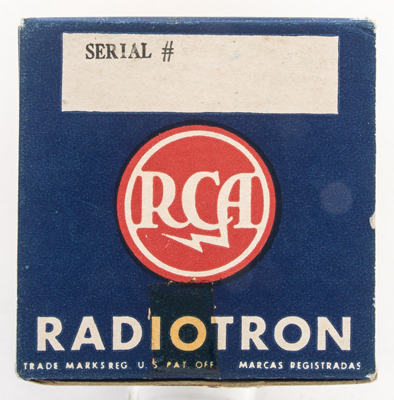 SERIAL #
RCA
RADIOTRON
TRADE MARKS REG. U. S. PAT. OFF. MARCAS REGISTRADAS